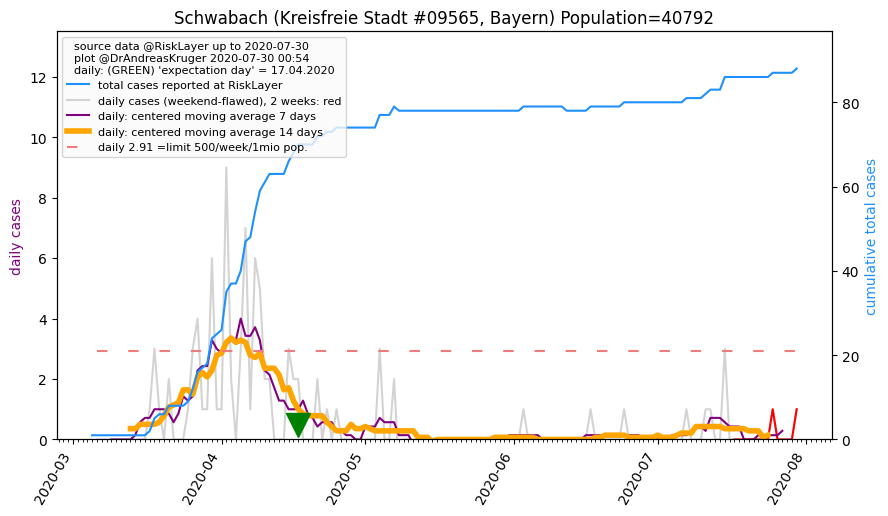 Schwabach (Kreisfreie Stadt #09565, Bayern) Population=40792
source data @RiskLayer up to 2020-07-30
plot @DrAndreasKruger 2020-07-30 00:54
daily: (GREEN) 'expectation day' = 17.04.2020
total cases reported at RiskLayer
daily cases (weekend-flawed), 2 weeks: red
daily: centered moving average 7 days
daily: centered moving average 14 days
daily 2.91 =limit 500/week/1mio pop.
daily cases
12
10
8
6
4
2
0
cumulative total cases
80
60
40
20
0
2020-03
2020-04
2020-05
2020-06
2020-07
2020-08